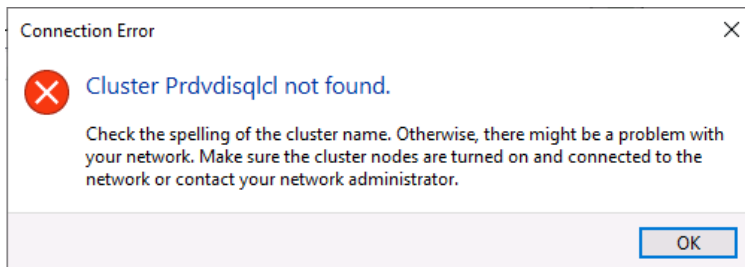 Connection Error
Cluster Prdvdisqlcl not found.
Check the spelling of the cluster name. Otherwise, there might be a problem with
your network. Make sure the cluster nodes are turned on and connected to the
network or contact your network administrator.
OK